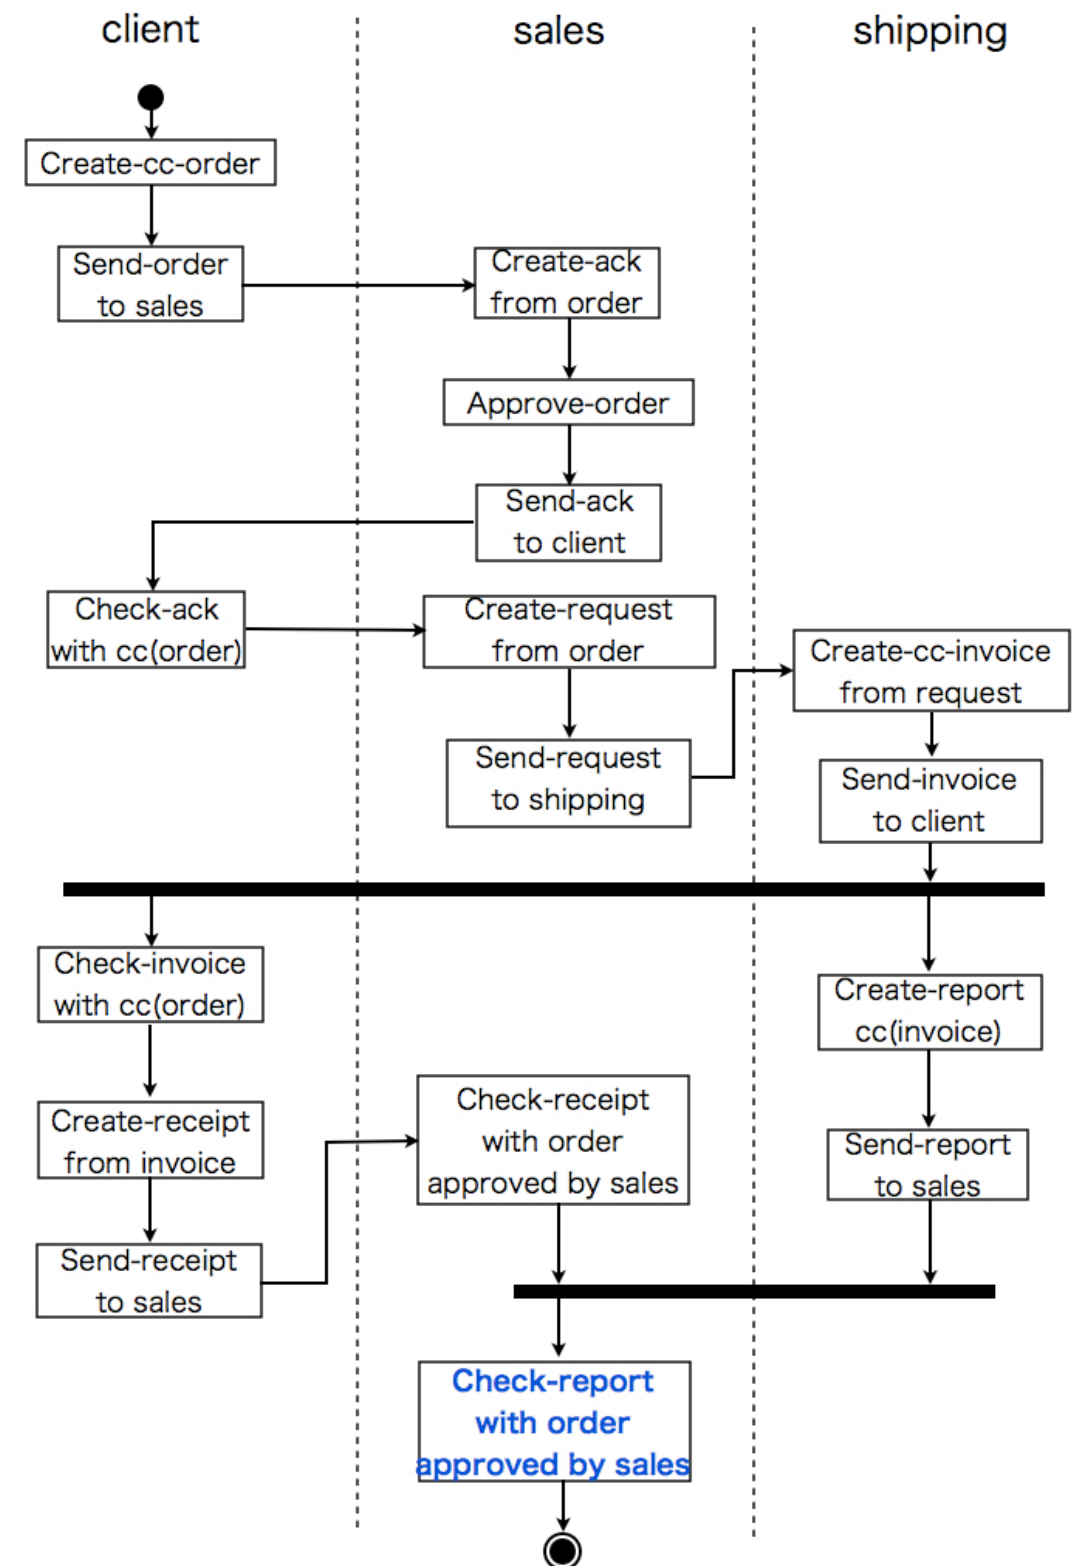 client
sales
shipping
Create-cc-order
Send-order
to sales
Create-ack
from order
Approve-order
Send-ack
to client
Check-ack
with cc(order)
Create-request
from order
Create-cc-invoice
from request
Send-request
to shipping
Send-invoice
to client
Check-invoice
with cc(order)
Create-report
cc(invoice)
Create-receipt
from invoice
Check-receipt
with order
approved by sales
Send-report
to sales
Send-receipt
to sales
Check-report
with order
approved by sales